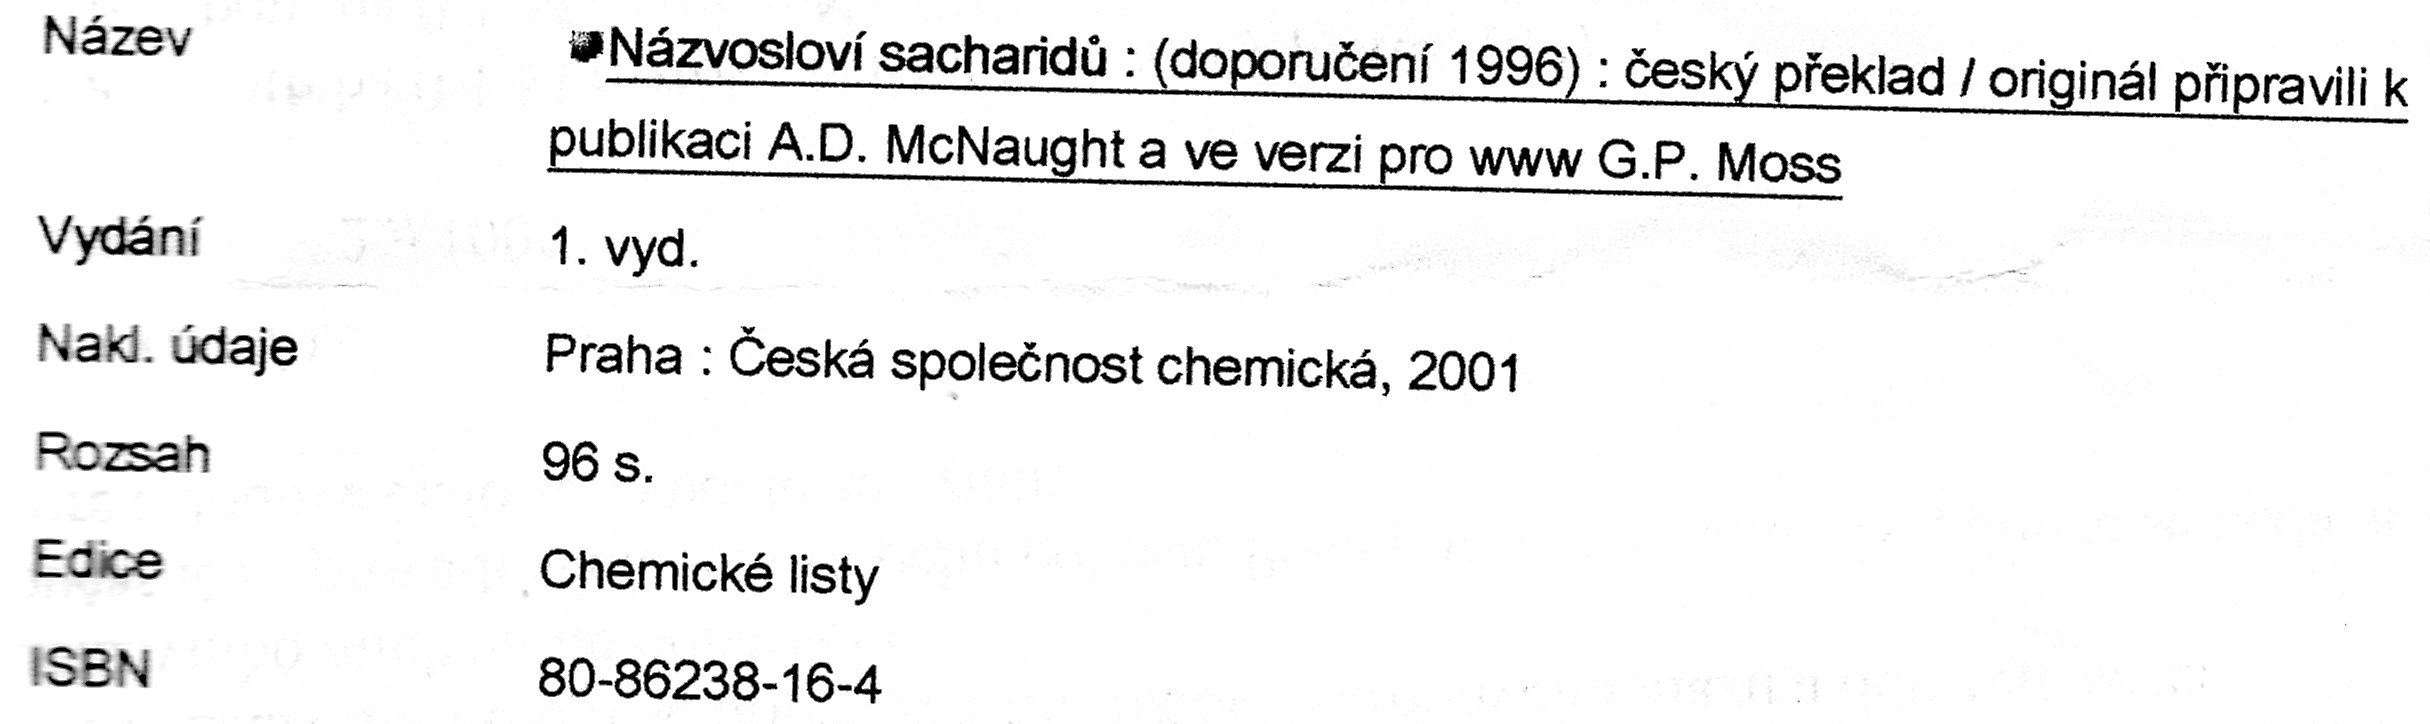 Název Názvosloví sacharidů : (doporučení 1996) : český překlad / originál připravili k
publikaci A.D. McNaught a ve verzi pro www G.P. Moss
Vydání 1. vyd.
Nakl. údaje Praha : Česká společnost chemická, 2001
Rozsah 96 s.
Edice Chemické listy
ISBN 80-86238-16-4